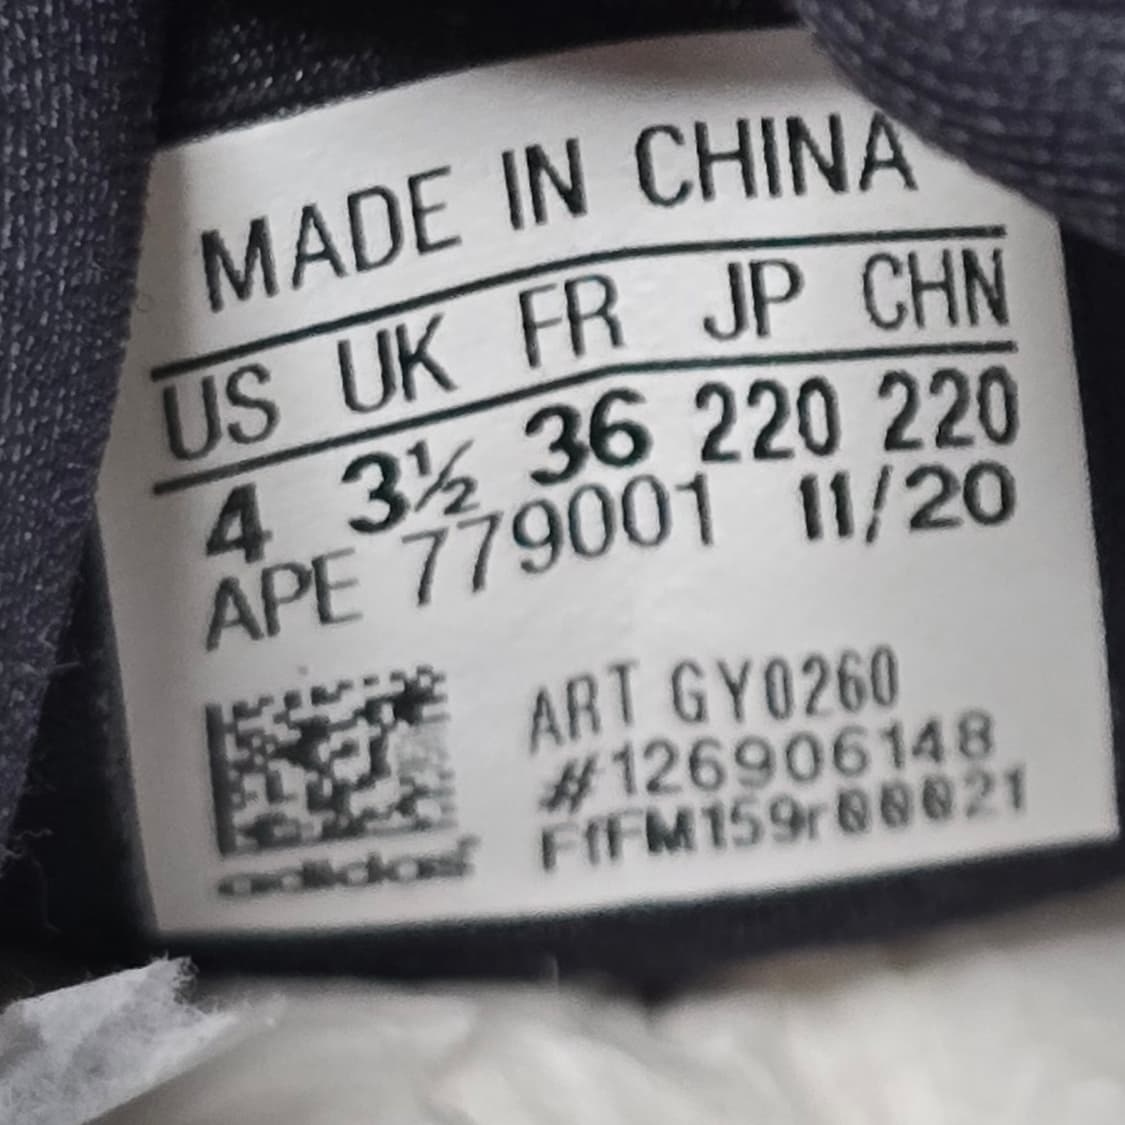 MADE IN CHINA
US UK FR JP CHN
4 3½ 36 220 220
APE 779001 11/20
ART GY0260
#126906148
F1FM159r00021
adidas